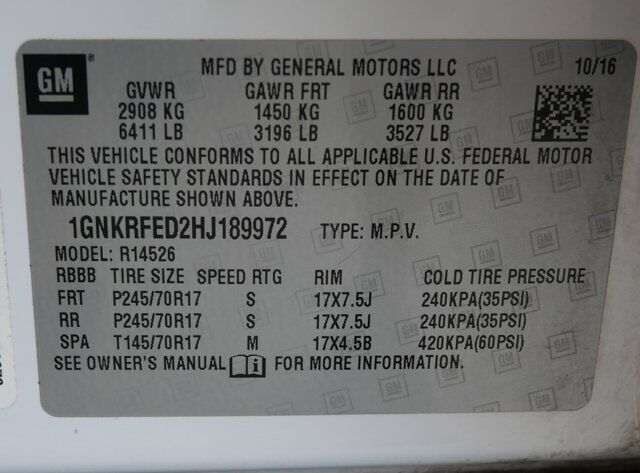 GM
MFD BY GENERAL MOTORS LLC 10/16
GVWR GAWR FRT GAWR RR
2908 KG 1450 KG 1600 KG
6411 LB 3196 LB 3527 LB
THIS VEHICLE CONFORMS TO ALL APPLICABLE U.S. FEDERAL MOTOR
VEHICLE SAFETY STANDARDS IN EFFECT ON THE DATE OF
MANUFACTURE SHOWN ABOVE.
1GNKRFED2HJ189972 TYPE: M.P.V.
MODEL: R14526
RBBB TIRE SIZE SPEED RTG RIM COLD TIRE PRESSURE
FRT P245/70R17 S 17X7.5J 240KPA(35PSI)
RR P245/70R17 S 17X7.5J 240KPA(35PSI)
SPA T145/70R17 M 17X4.5B 420KPA(60PSI)
SEE OWNER'S MANUAL FOR MORE INFORMATION.